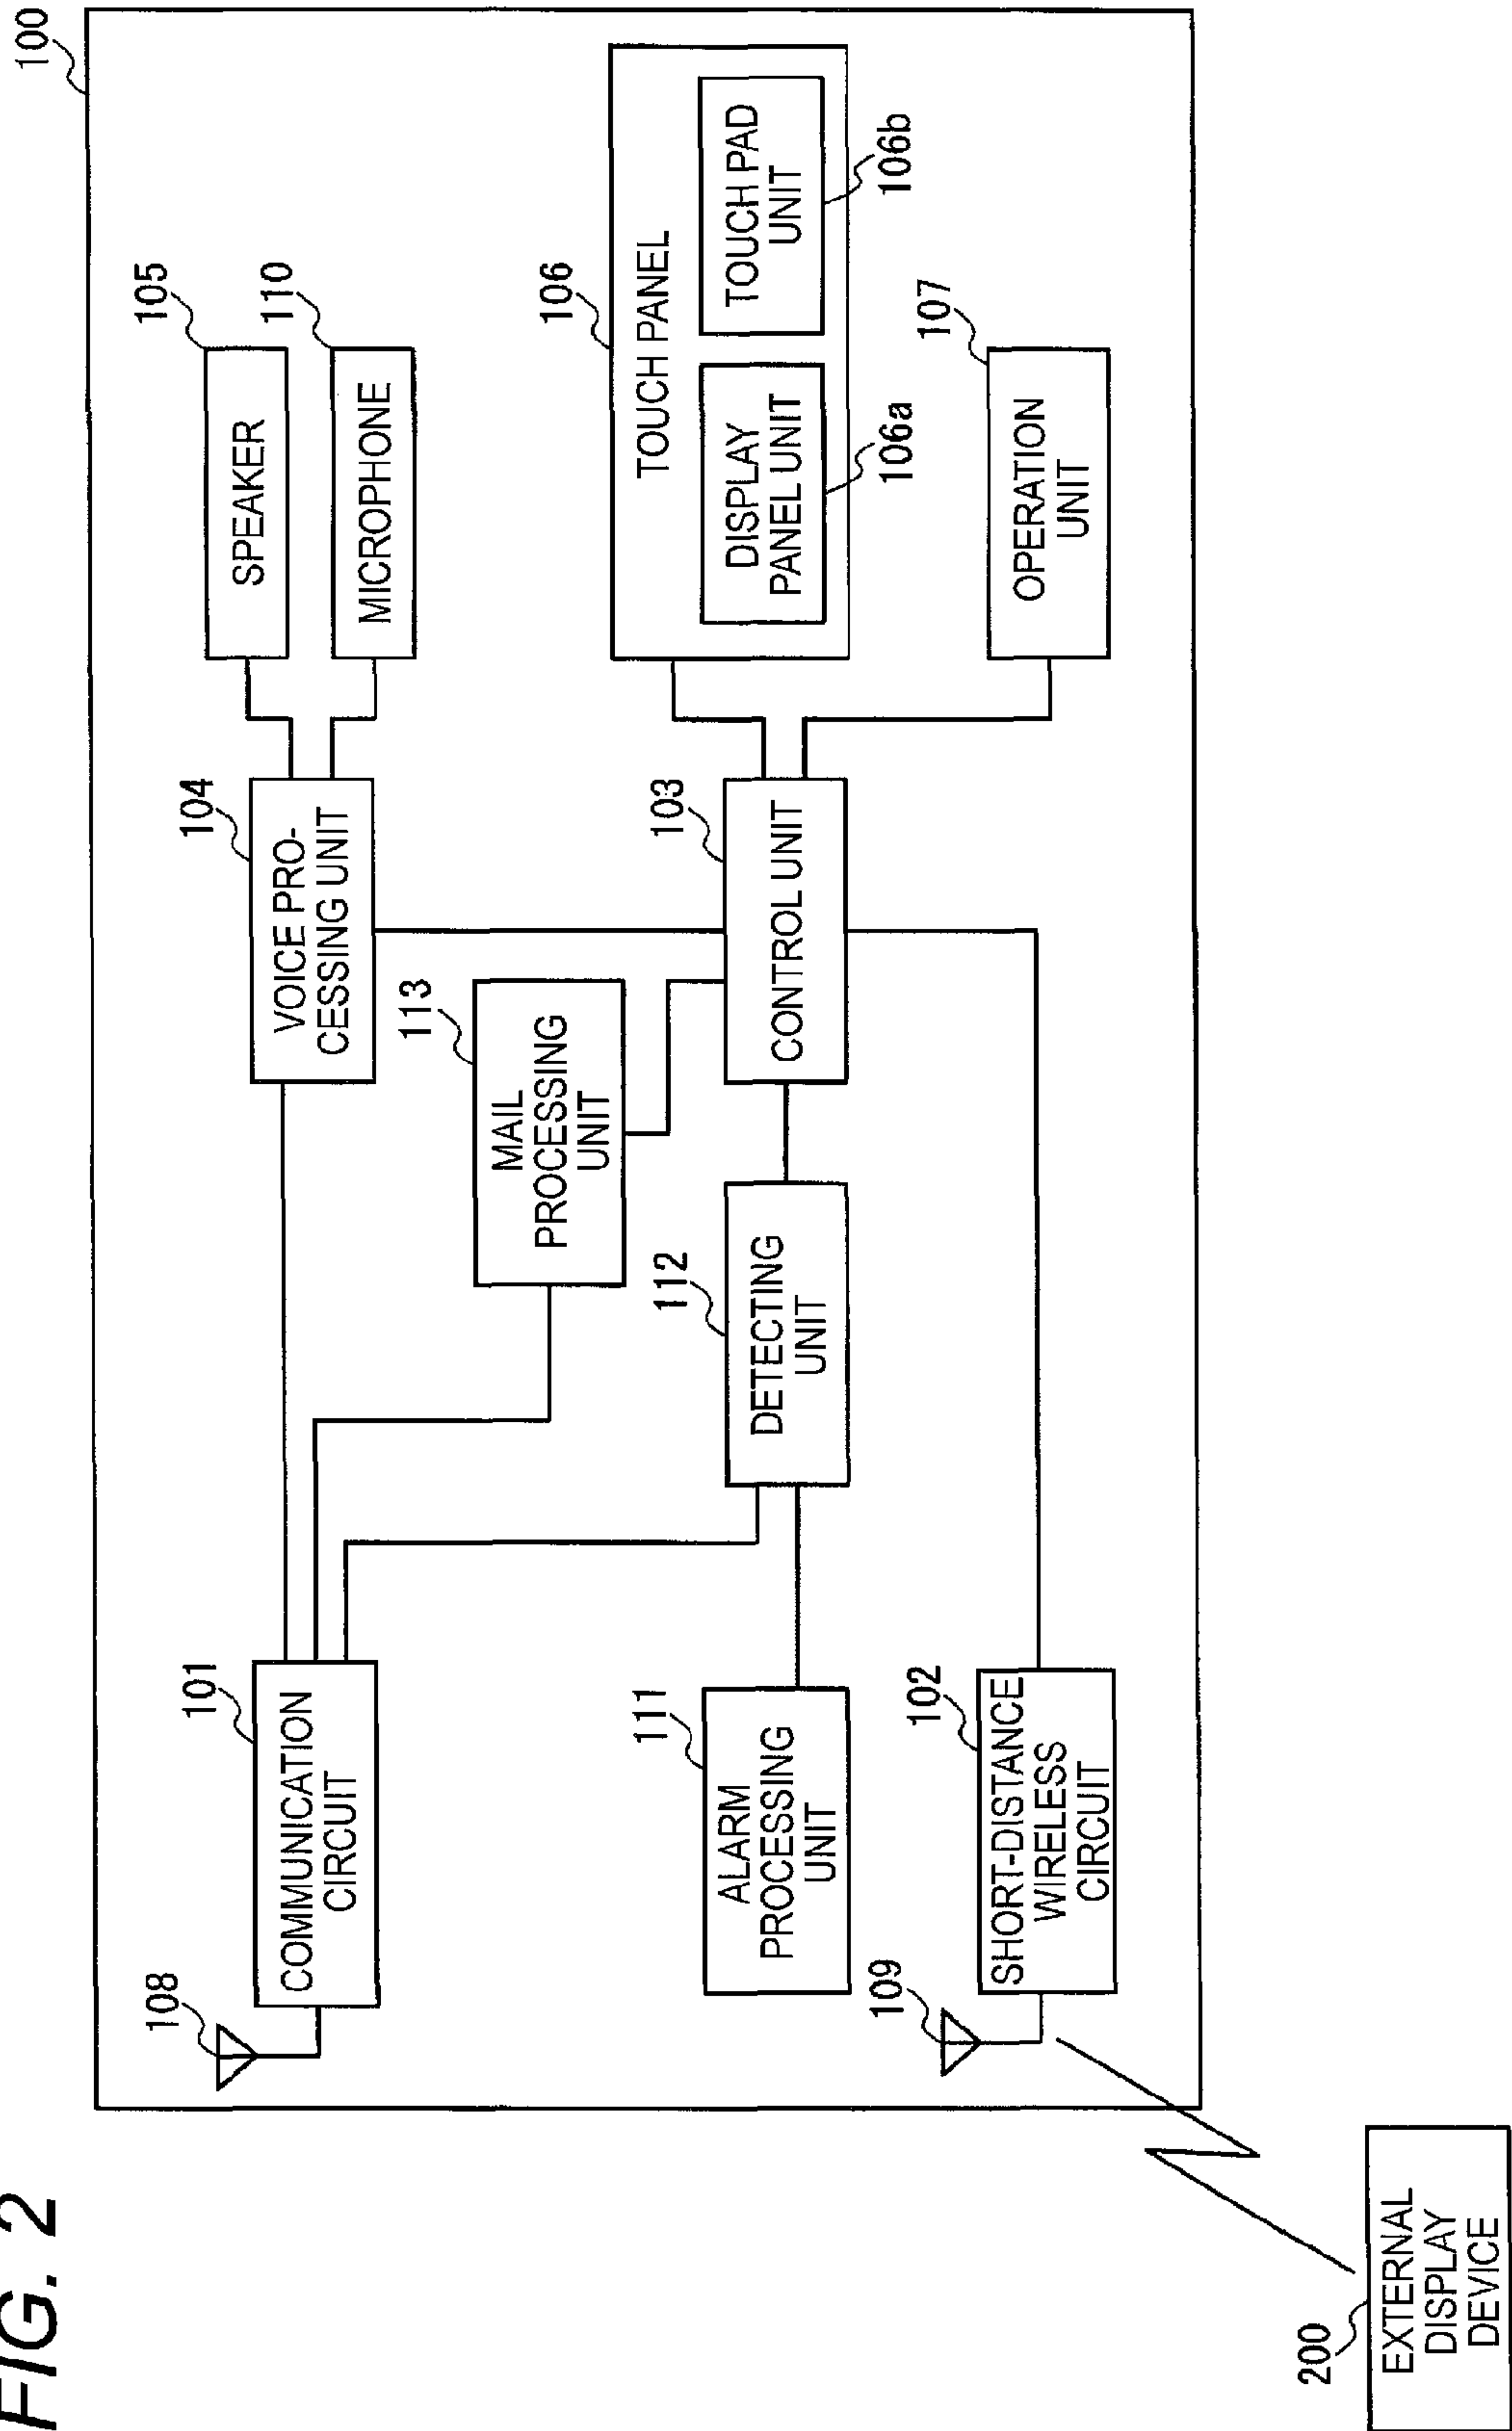 FIG. 2
100
108
101
COMMUNICATION
CIRCUIT
104
VOICE PRO-
CESSING UNIT
105
SPEAKER
110
MICROPHONE
113
MAIL
PROCESSING
UNIT
106
TOUCH PANEL
DISPLAY
PANEL UNIT
106a
TOUCH PAD
UNIT
106b
111
ALARM
PROCESSING
UNIT
112
DETECTING
UNIT
103
CONTROL UNIT
107
OPERATION
UNIT
109
102
SHORT-DISTANCE
WIRELESS
CIRCUIT
200
EXTERNAL
DISPLAY
DEVICE